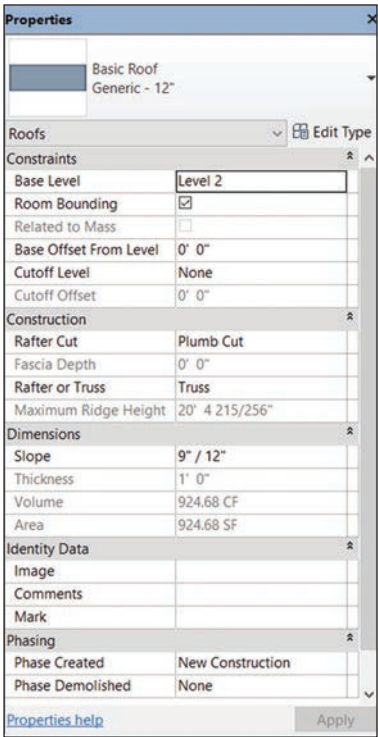 Properties
Basic Roof
Generic - 12"
Roofs Edit Type
Constraints
Base Level Level 2
Room Bounding
Related to Mass
Base Offset From Level 0' 0"
Cutoff Level None
Cutoff Offset 0' 0"
Construction
Rafter Cut Plumb Cut
Fascia Depth 0' 0"
Rafter or Truss Truss
Maximum Ridge Height 20' 4 215/256"
Dimensions
Slope 9" / 12"
Thickness 1' 0"
Volume 924.68 CF
Area 924.68 SF
Identity Data
Image
Comments
Mark
Phasing
Phase Created New Construction
Phase Demolished None
Properties help Apply